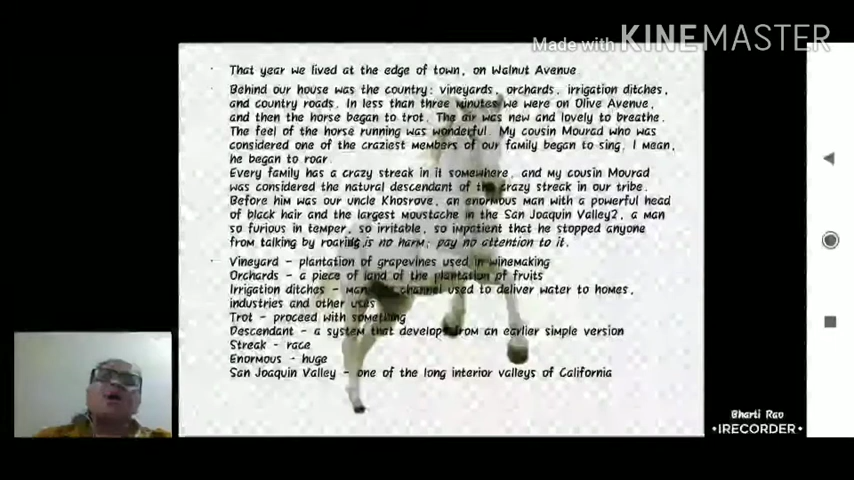 Made with KINEMASTER
That year we lived at the edge of town, on Walnut Avenue
Behind our house was the country: vineyards, orchards, irrigation ditches,
and country roads. In less than three minutes we were on Olive Avenue,
and then the horse began to trot. The air was new and lovely to breathe.
The feel of the horse running was wonderful. My cousin Mourad who was
considered one of the craziest members of our family began to sing. I mean,
he began to roar.
Every family has a crazy streak in it somewhere, and my cousin Mourad
was considered the natural descendant of the crazy streak in our tribe.
Before him was our uncle Khosrove, an enormous man with a powerful head
of black hair and the largest moustache in the San Joaquin Valley2, a man
so furious in temper, so irritable, so impatient that he stopped anyone
from talking by roaring, is no harm; pay no attention to it.
Vineyard - plantation of grapevines used in winemaking
Orchards - a piece of land of the plantation of fruits
Irrigation ditches - channel used to deliver water to homes,
industries and other uses
Trot - proceed with something
Descendant - a system that develops from an earlier simple version
Streak - race
Enormous - huge
San Joaquin Valley - one of the long interior valleys of California
Bharti Rao
•IRECORDER•